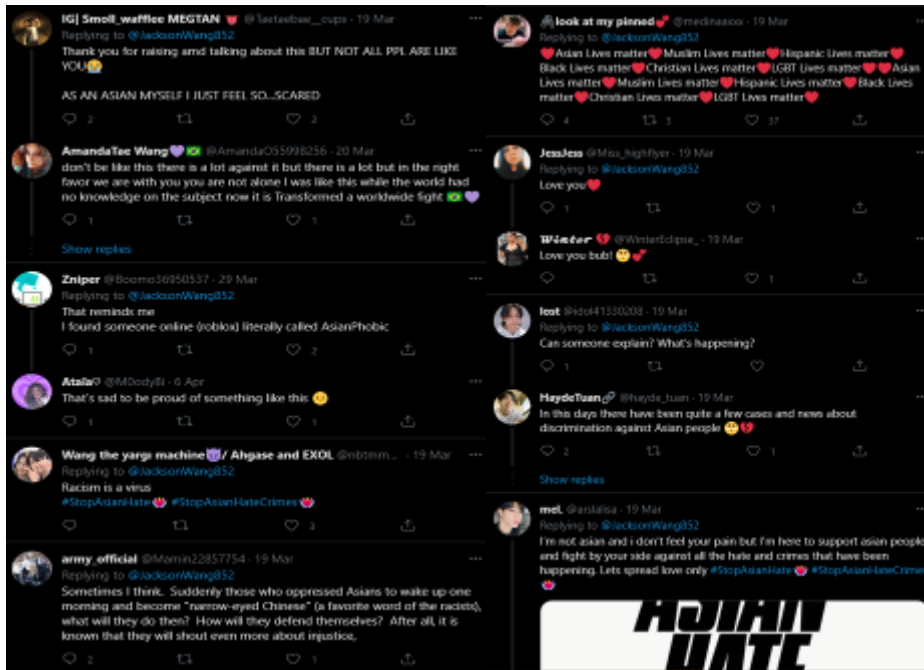 IG| Smoll_wafflee MEGTAN @Taetaebae__cups · 19 Mar
Replying to @JacksonWang852
Thank you for raising amd talking about this BUT NOT ALL PPL ARE LIKE
YOU😭
AS AN ASIAN MYSELF I JUST FEEL SO...SCARED
2
2
AmandaTae Wang💜🇧🇷 @AmandaO55998256 · 20 Mar
don't be like this there is a lot against it but there is a lot but in the right
favor we are with you you are not alone I was like this while the world had
no knowledge on the subject now it is Transformed a worldwide fight 🇧🇷💜
1
1
Show replies
Zniper @Boomo36950537 · 29 Mar
Replying to @JacksonWang852
That reminds me
I found someone online (roblox) literally called AsianPhobic
1
2
Atala♡ @M0odyBi · 6 Apr
That's sad to be proud of something like this
1
1
Wang the yargı machine😈/ Ahgase and EXOL @nbtmm... · 19 Mar
Replying to @JacksonWang852
Racism is a virus
#StopAsianHate #StopAsianHateCrimes
2
army_official @Mamin22857754 · 19 Mar
Replying to @JacksonWang852
Sometimes I think. Suddenly those who oppressed Asians to wake up one
morning and become "narrow-eyed Chinese" (a favorite word of the racists),
what will they do then? How will they defend themselves? After all, it is
known that they will shout even more about injustice,
2
1
look at my pinned💕 @medinaxxx · 19 Mar
Replying to @JacksonWang852
❤️Asian Lives matter❤️Muslim Lives matter❤️Hispanic Lives matter❤️
Black Lives matter❤️Christian Lives matter❤️LGBT Lives matter❤️❤️Asian
Lives matter❤️Muslim Lives matter❤️Hispanic Lives matter❤️Black Lives
matter❤️Christian Lives matter❤️LGBT Lives matter❤️
4
3
37
JessJess @Miss_highflyer · 19 Mar
Replying to @JacksonWang852
Love you❤️
1
1
Winter 💔 @WinterEclipse_ · 19 Mar
Love you bub! 🥺💕
1
lost @idol41330208 · 19 Mar
Replying to @JacksonWang852
Can someone explain? What's happening?
1
HaydeTuan🔗 @hayde_tuan · 19 Mar
In this days there have been quite a few cases and news about
discrimination against Asian people 🥺💔
2
1
Show replies
mel. @arslalisa · 19 Mar
Replying to @JacksonWang852
I'm not asian and i don't feel your pain but I'm here to support asian people
and fight by your side against all the hate and crimes that have been
happening. Lets spread love only #StopAsianHate #StopAsianHateCrimes
ASIAN
HATE